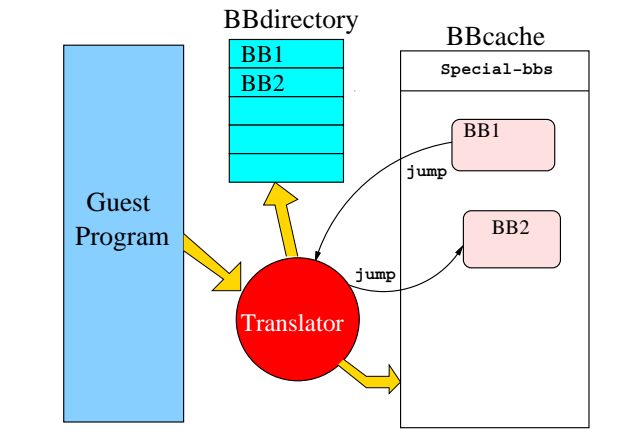 BBdirectory
BB1
BB2
BBcache
Special-bbs
BB1
jump
BB2
jump
Guest
Program
Translator